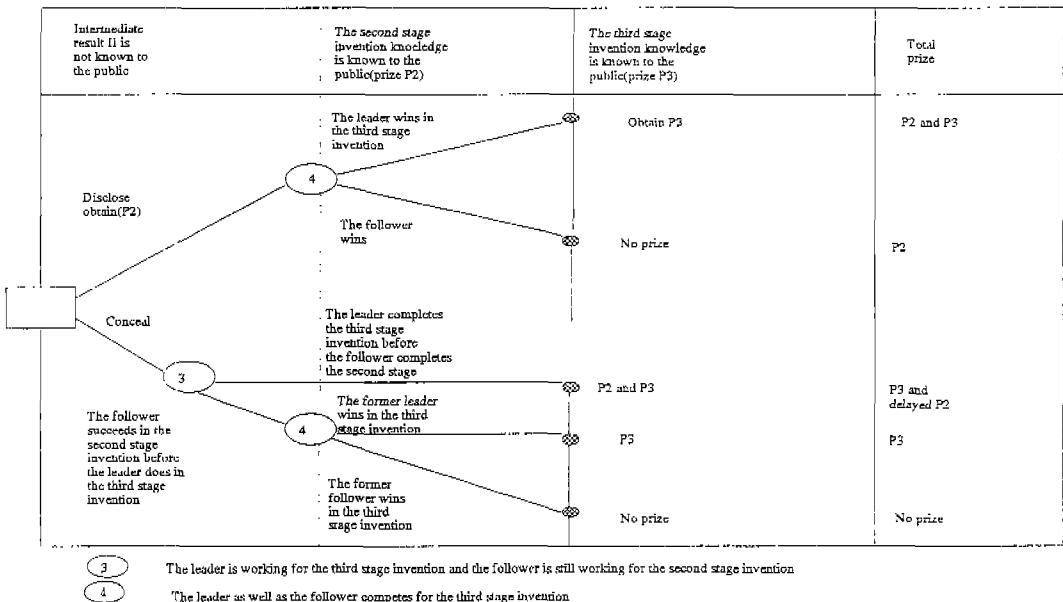 Intermediate
result I1 is
not known to
the public
The second stage
invention knoeledge
is known to the
public(prize P2)
The third stage
invention knowledge
is known to the
public(prize P3)
Total
prize
The leader wins in
the third stage
invention
Obtain P3
P2 and P3
4
Disclose
obtain(P2)
The follower
wins
No prize
P2
Conceal
The leader completes
the third stage
invention before
the follower completes
the second stage
3
P2 and P3
P3 and
delayed P2
The former leader
wins in the third
stage invention
4
P3
P3
The follower
succeeds in the
second stage
invention before
the leader does in
the third stage
invention
The former
follower wins
in the third
stage invention
No prize
No prize
3 The leader is working for the third stage invention and the follower is still working for the second stage invention
4 The leader as well as the follower competes for the third stage invention